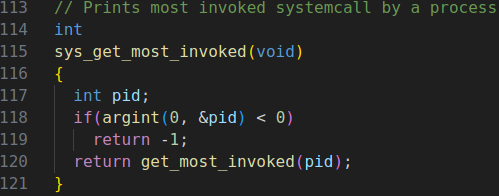 113 // Prints most invoked systemcall by a process
114 int
115 sys_get_most_invoked(void)
116 {
117   int pid;
118   if(argint(0, &pid) < 0)
119     return -1;
120   return get_most_invoked(pid);
121 }